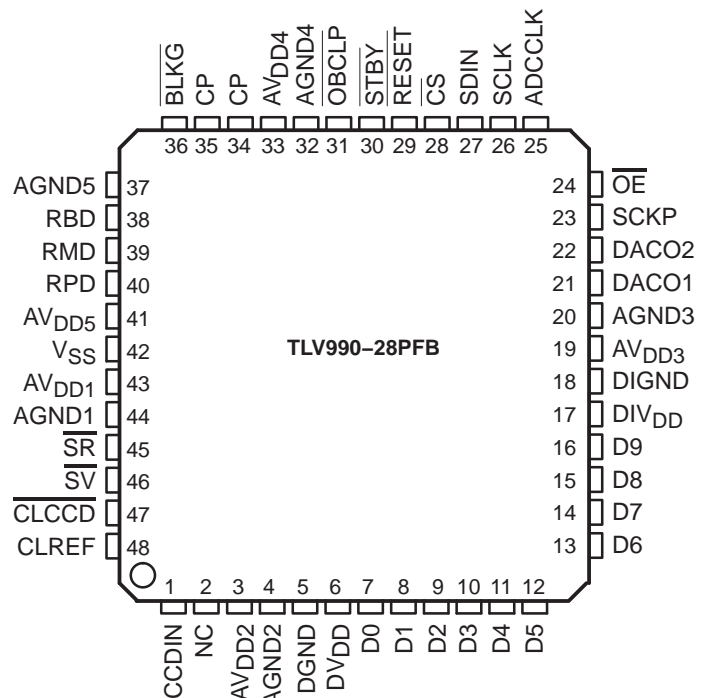 BLKG
CP
CP
AVDD4
AGND4
OBCLP
STBY
RESET
CS
SDIN
SCLK
ADCCLK
36 35 34 33 32 31 30 29 28 27 26 25
AGND5 37
RBD 38
RMD 39
RPD 40
AVDD5 41
VSS 42
AVDD1 43
AGND1 44
SR 45
SV 46
CLCCD 47
CLREF 48
TLV990–28PFB
24 OE
23 SCKP
22 DACO2
21 DACO1
20 AGND3
19 AVDD3
18 DIGND
17 DIVDD
16 D9
15 D8
14 D7
13 D6
1 2 3 4 5 6 7 8 9 10 11 12
CCDIN
NC
AVDD2
AGND2
DGND
DVDD
D0
D1
D2
D3
D4
D5